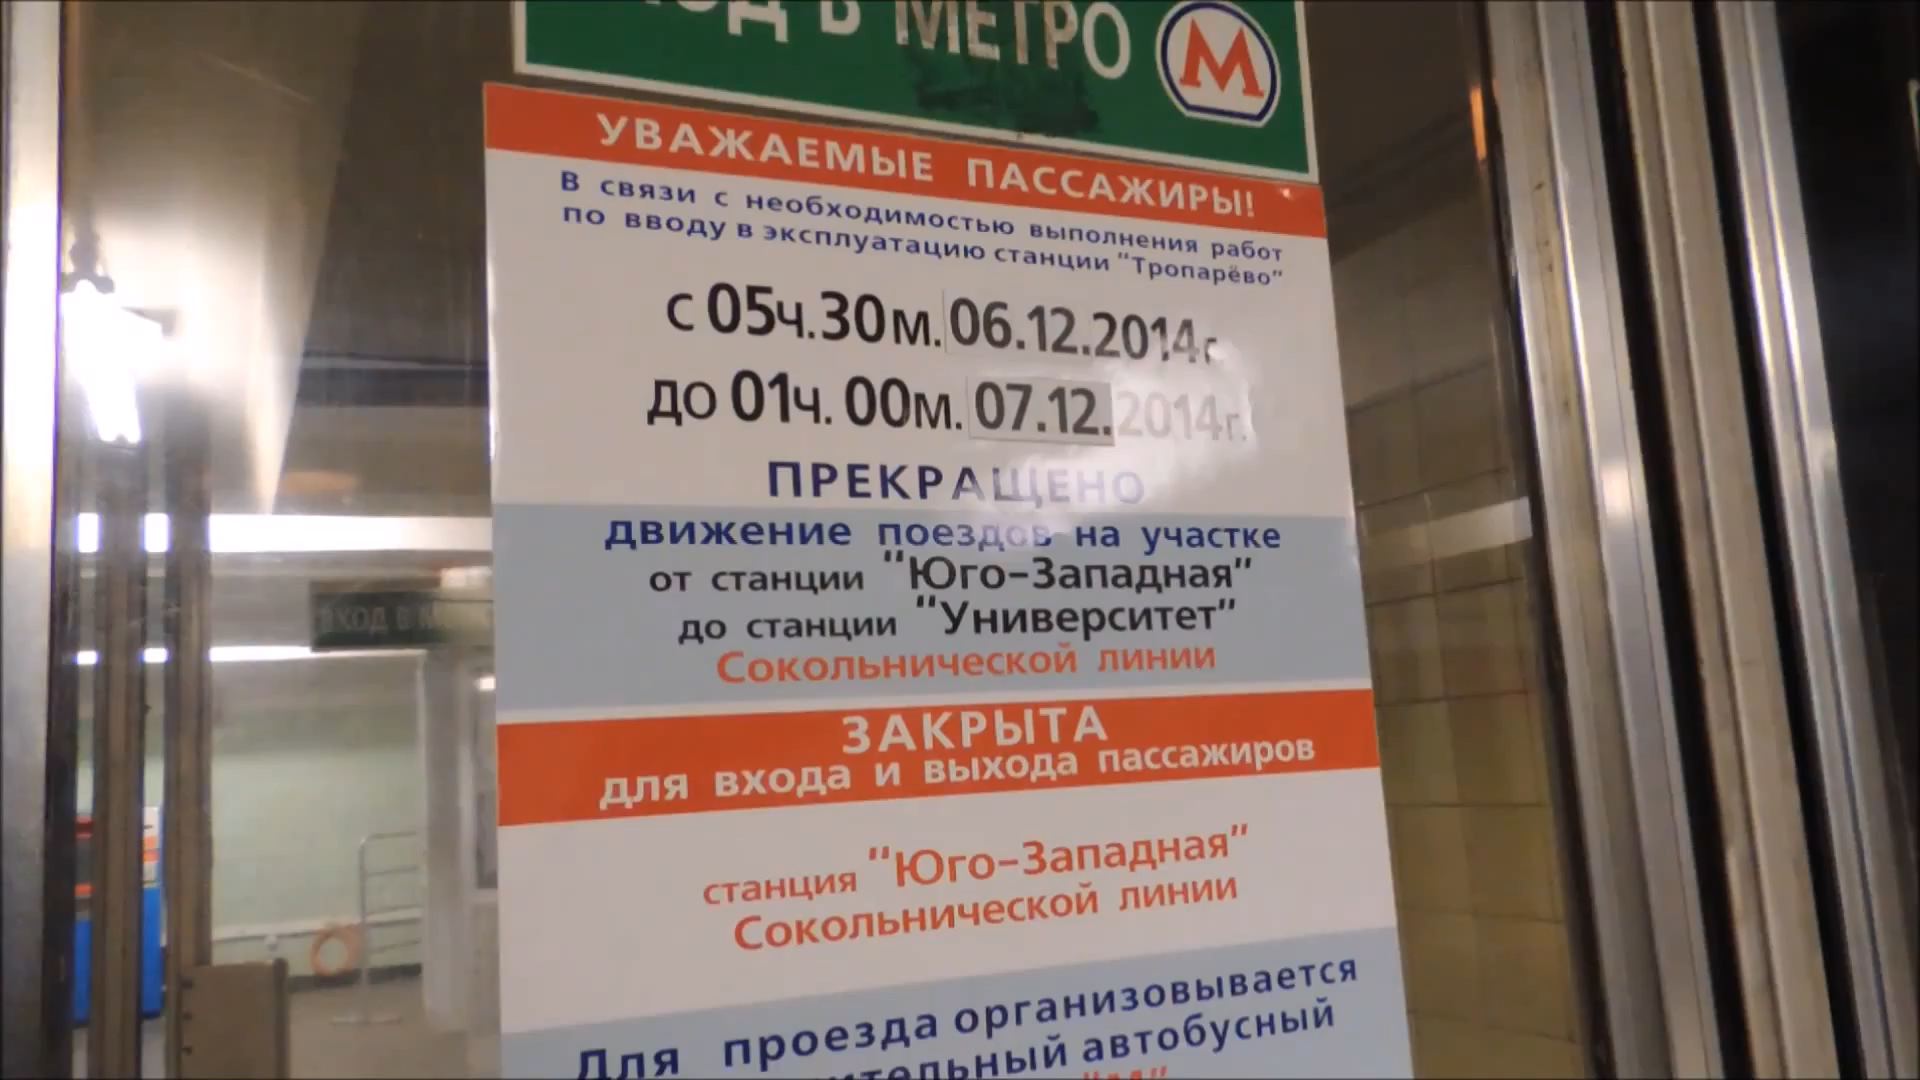 В МЕТРО М
УВАЖАЕМЫЕ ПАССАЖИРЫ!
В связи с необходимостью выполнения работ
по вводу в эксплуатацию станции "Тропарёво"
с 05ч.30м. 06.12.2014г.
до 01ч. 00м. 07.12.2014г.
ПРЕКРАЩЕНО
движение поездов на участке
от станции "Юго-Западная"
до станции "Университет"
Сокольнической линии
ЗАКРЫТА
для входа и выхода пассажиров
станция "Юго-Западная"
Сокольнической линии
Для проезда организовывается
автобусный
"М"